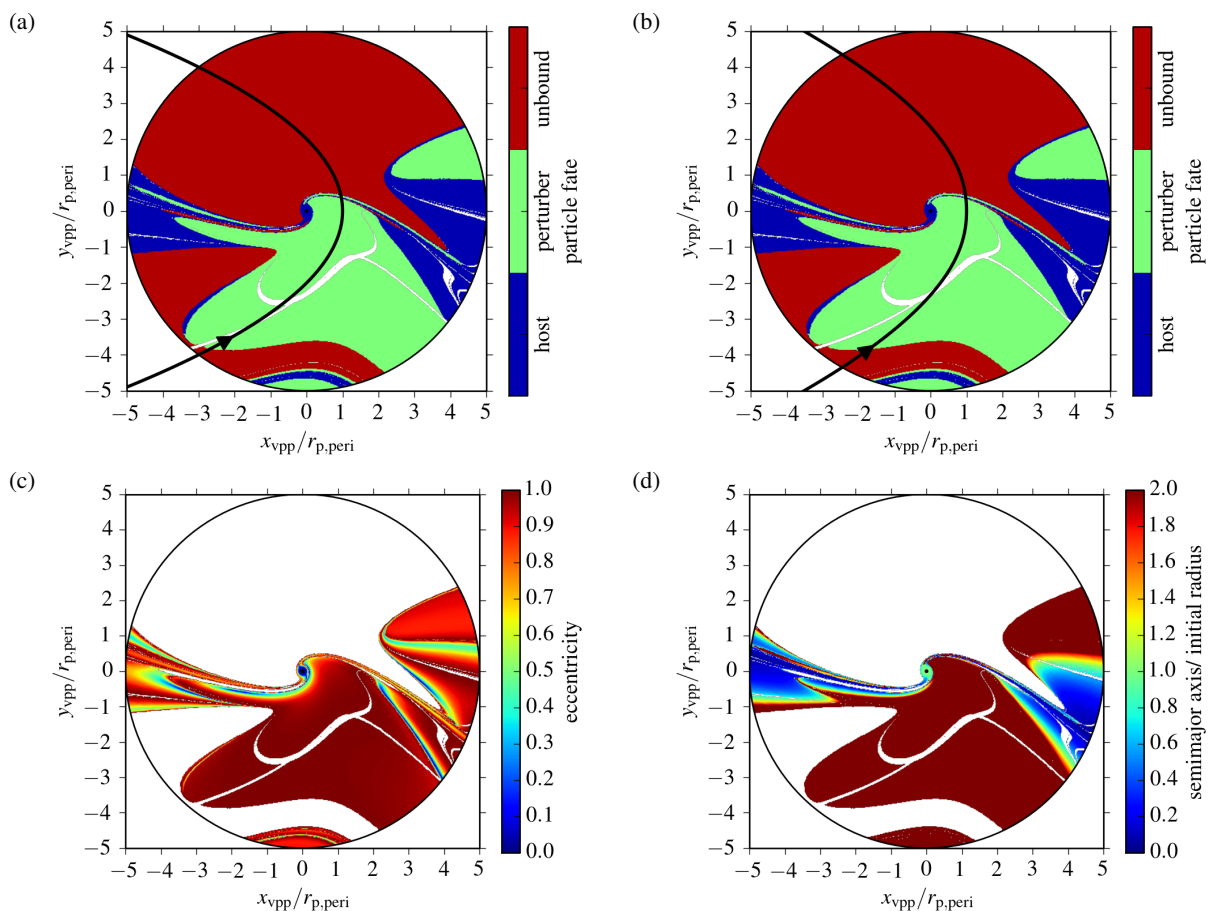 (a)
5
4
3
2
1
0
−1
−2
−3
−4
−5
−5 −4 −3 −2 −1 0 1 2 3 4 5
y_vpp/r_p,peri
x_vpp/r_p,peri
unbound
perturber
host
particle fate
(b)
5
4
3
2
1
0
−1
−2
−3
−4
−5
−5 −4 −3 −2 −1 0 1 2 3 4 5
y_vpp/r_p,peri
x_vpp/r_p,peri
unbound
perturber
host
particle fate
(c)
5
4
3
2
1
0
−1
−2
−3
−4
−5
−5 −4 −3 −2 −1 0 1 2 3 4 5
y_vpp/r_p,peri
x_vpp/r_p,peri
1.0
0.9
0.8
0.7
0.6
0.5
0.4
0.3
0.2
0.1
0.0
eccentricity
(d)
5
4
3
2
1
0
−1
−2
−3
−4
−5
−5 −4 −3 −2 −1 0 1 2 3 4 5
y_vpp/r_p,peri
x_vpp/r_p,peri
2.0
1.8
1.6
1.4
1.2
1.0
0.8
0.6
0.4
0.2
0.0
semimajor axis/ initial radius